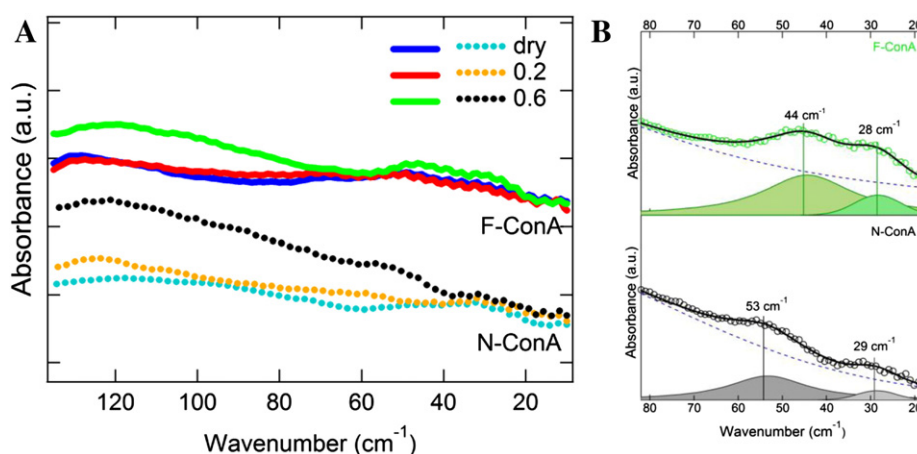 A
dry
0.2
0.6
F-ConA
N-ConA
Absorbance (a.u.)
120 100 80 60 40 20
Wavenumber (cm-1)
B
80 70 60 50 40 30 20
F-ConA
44 cm-1
28 cm-1
Absorbance (a.u.)
N-ConA
53 cm-1
29 cm-1
Absorbance (a.u.)
80 70 60 50 40 30 20
Wavenumber (cm-1)